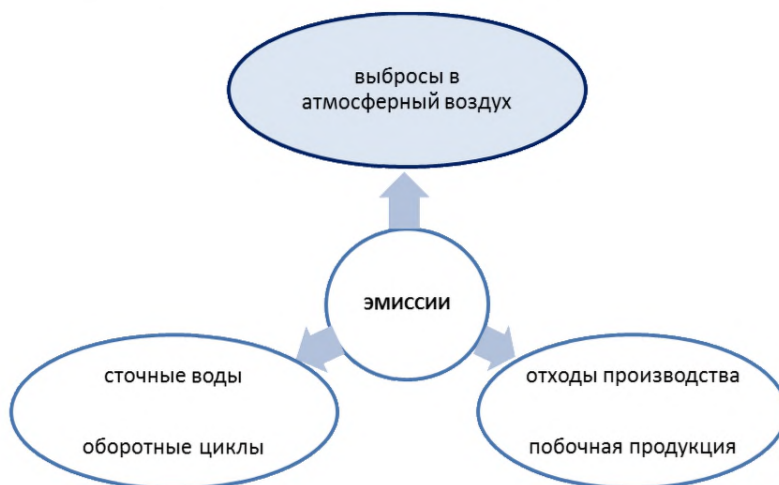 выбросы в
атмосферный воздух
эмиссии
сточные воды
оборотные циклы
отходы производства
побочная продукция